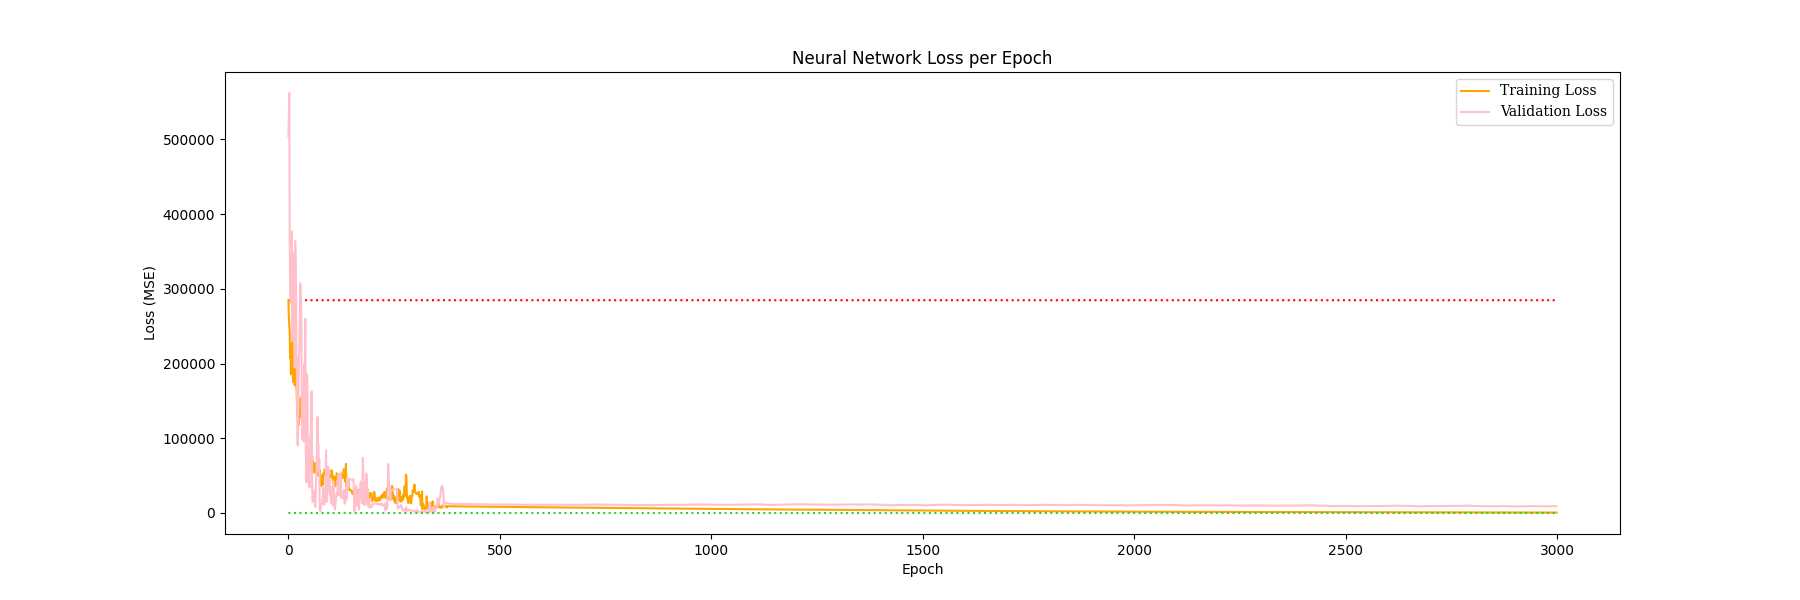 Neural Network Loss per Epoch
Training Loss
Validation Loss
Loss (MSE)
500000
400000
300000
200000
100000
0
0 500 1000 1500 2000 2500 3000
Epoch